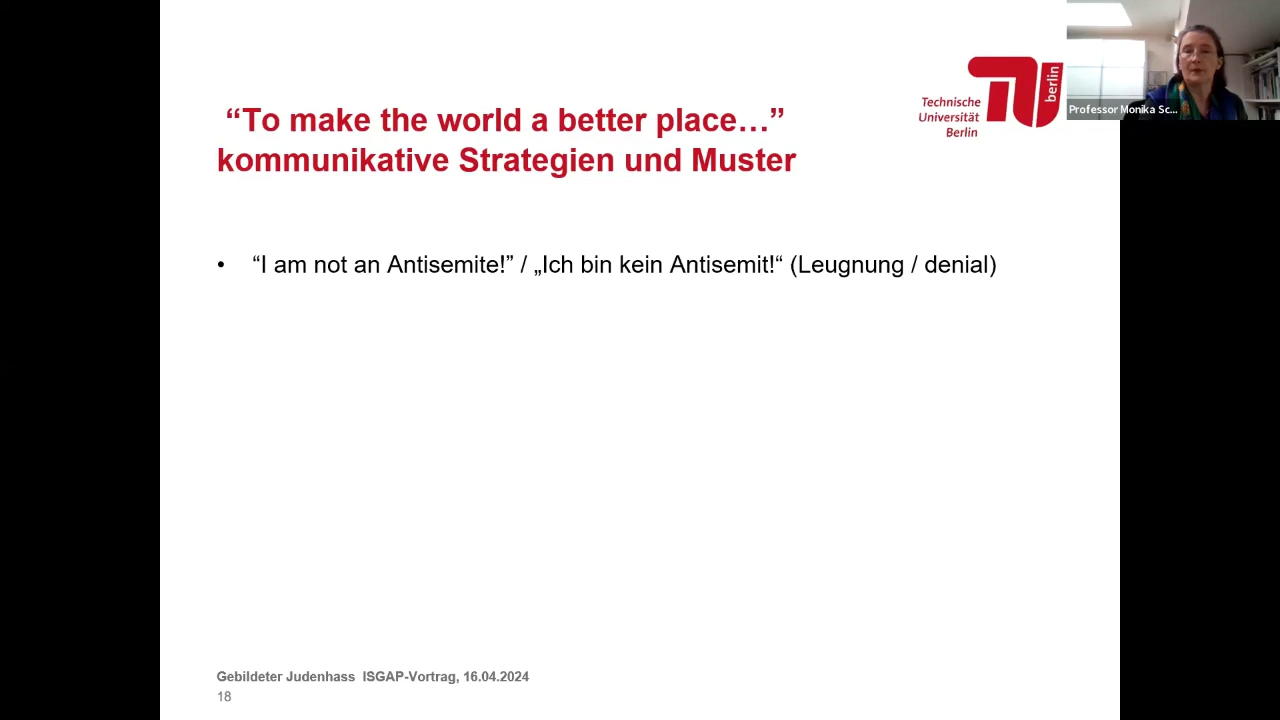 “To make the world a better place…”
kommunikative Strategien und Muster
Technische
Universität
Berlin
berlin
Professor Monika Sc...
• “I am not an Antisemite!” / „Ich bin kein Antisemit!“ (Leugnung / denial)
Gebildeter Judenhass ISGAP-Vortrag, 16.04.2024
18